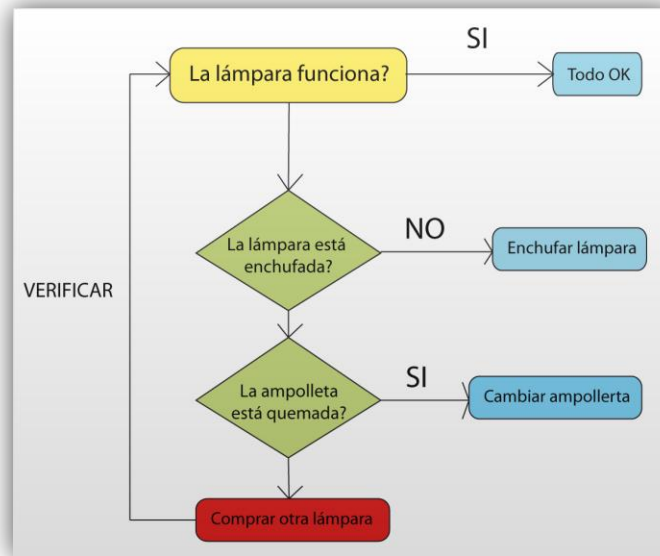 SI
La lámpara funciona?
Todo OK
La lámpara está
enchufada?
NO
Enchufar lámpara
VERIFICAR
La ampolleta
está quemada?
SI
Cambiar ampollerta
Comprar otra lámpara